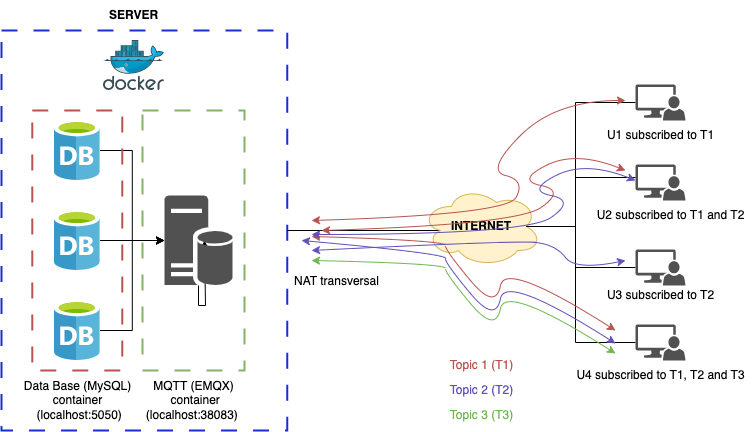 SERVER
docker
DB
DB
DB
Data Base (MySQL)
container
(localhost:5050)
MQTT (EMQX)
container
(localhost:38083)
NAT transversal
INTERNET
U1 subscribed to T1
U2 subscribed to T1 and T2
U3 subscribed to T2
U4 subscribed to T1, T2 and T3
Topic 1 (T1)
Topic 2 (T2)
Topic 3 (T3)